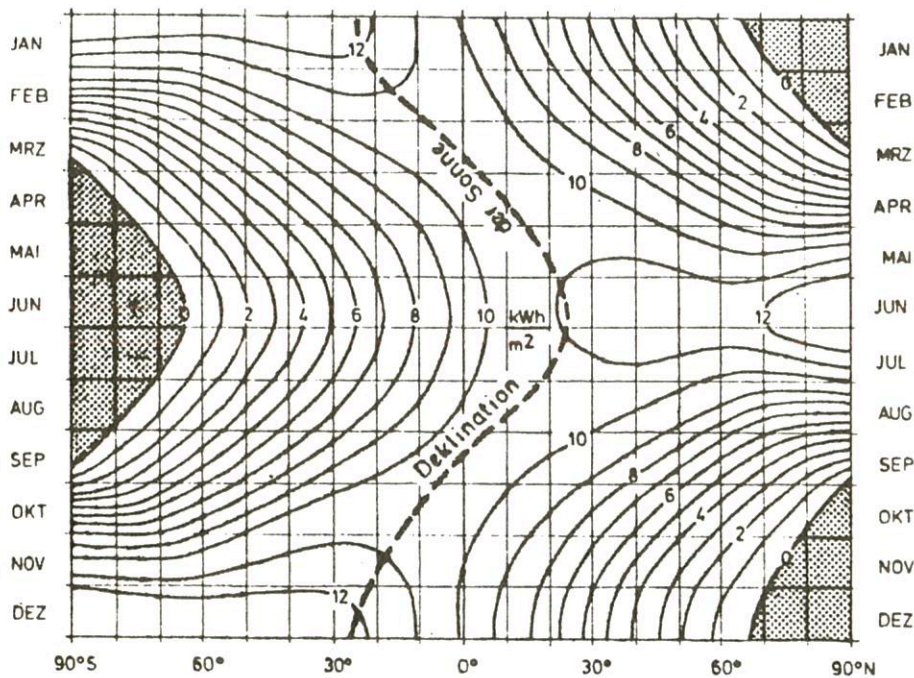 JAN
FEB
MRZ
APR
MAI
JUN
JUL
AUG
SEP
OKT
NOV
DEZ
12
0
2
4
6
8
10
der Sonne
0 2 4 6 8 10 kWh
m2
12
Deklination
10
8
6
4
2
0
12
JAN
FEB
MRZ
APR
MAI
JUN
JUL
AUG
SEP
OKT
NOV
DEZ
90°S 60° 30° 0° 30° 60° 90°N